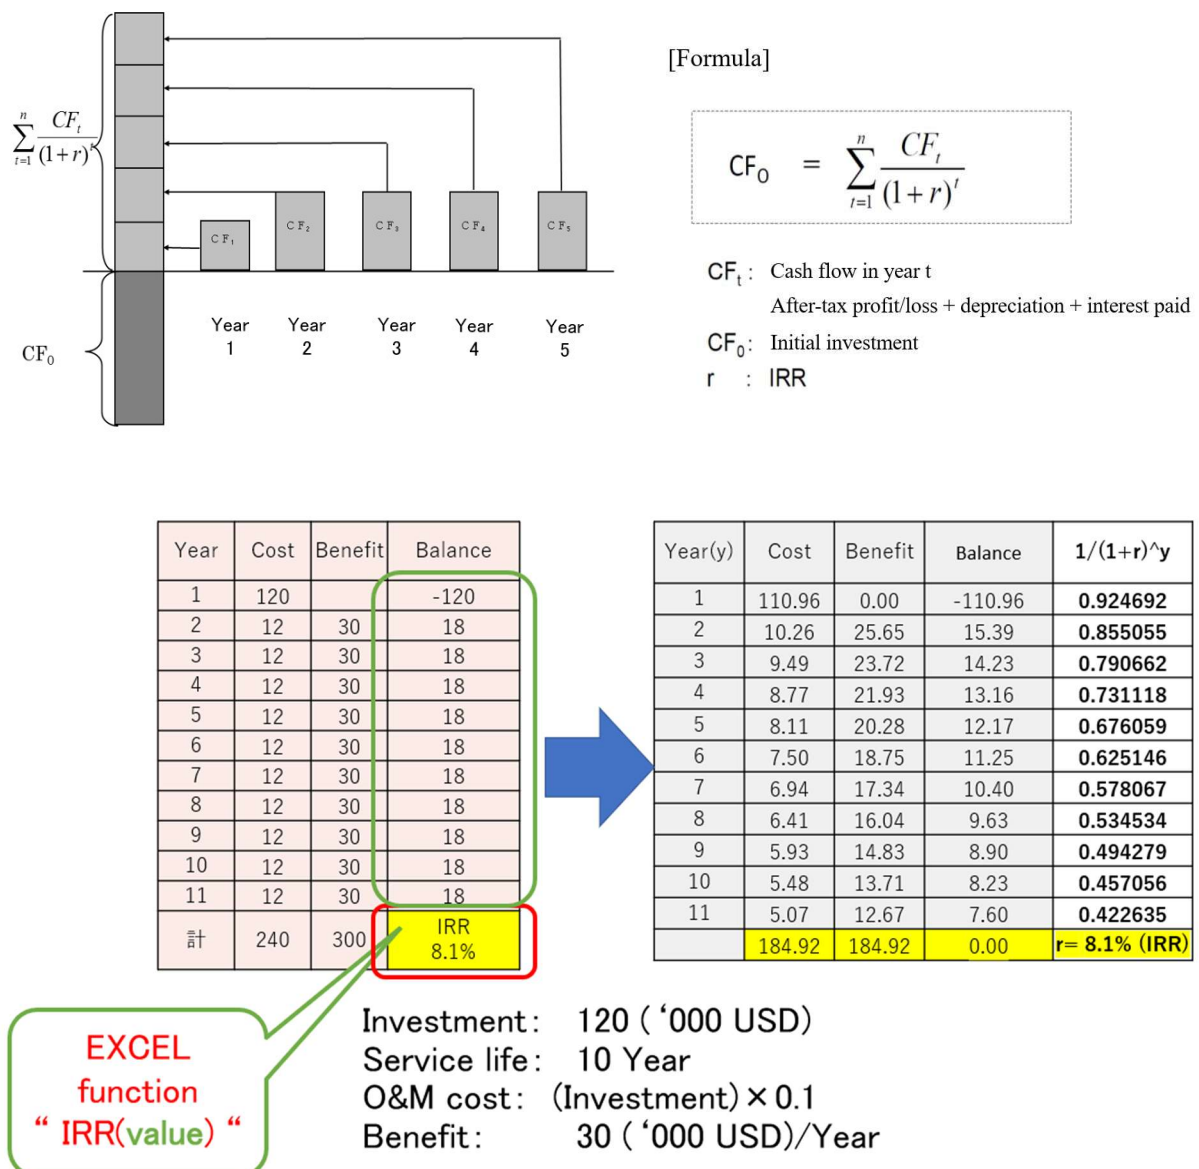 [Formula]
∑ t=1 n CFt/(1+r)^t
CF₀ = ∑ t=1 n CFt/(1+r)^t
CF₁
CF₂
CF₃
CF₄
CF₅
CFt : Cash flow in year t
After-tax profit/loss + depreciation + interest paid
CF₀: Initial investment
r : IRR
CF₀
Year 1
Year 2
Year 3
Year 4
Year 5
Year Cost Benefit Balance
1 120 -120
2 12 30 18
3 12 30 18
4 12 30 18
5 12 30 18
6 12 30 18
7 12 30 18
8 12 30 18
9 12 30 18
10 12 30 18
11 12 30 18
計 240 300 IRR 8.1%
Year(y) Cost Benefit Balance 1/(1+r)^y
1 110.96 0.00 -110.96 0.924692
2 10.26 25.65 15.39 0.855055
3 9.49 23.72 14.23 0.790662
4 8.77 21.93 13.16 0.731118
5 8.11 20.28 12.17 0.676059
6 7.50 18.75 11.25 0.625146
7 6.94 17.34 10.40 0.578067
8 6.41 16.04 9.63 0.534534
9 5.93 14.83 8.90 0.494279
10 5.48 13.71 8.23 0.457056
11 5.07 12.67 7.60 0.422635
184.92 184.92 0.00 r= 8.1% (IRR)
EXCEL
function
“ IRR(value) “
Investment: 120 (‘000 USD)
Service life: 10 Year
O&M cost: (Investment)×0.1
Benefit: 30 (‘000 USD)/Year